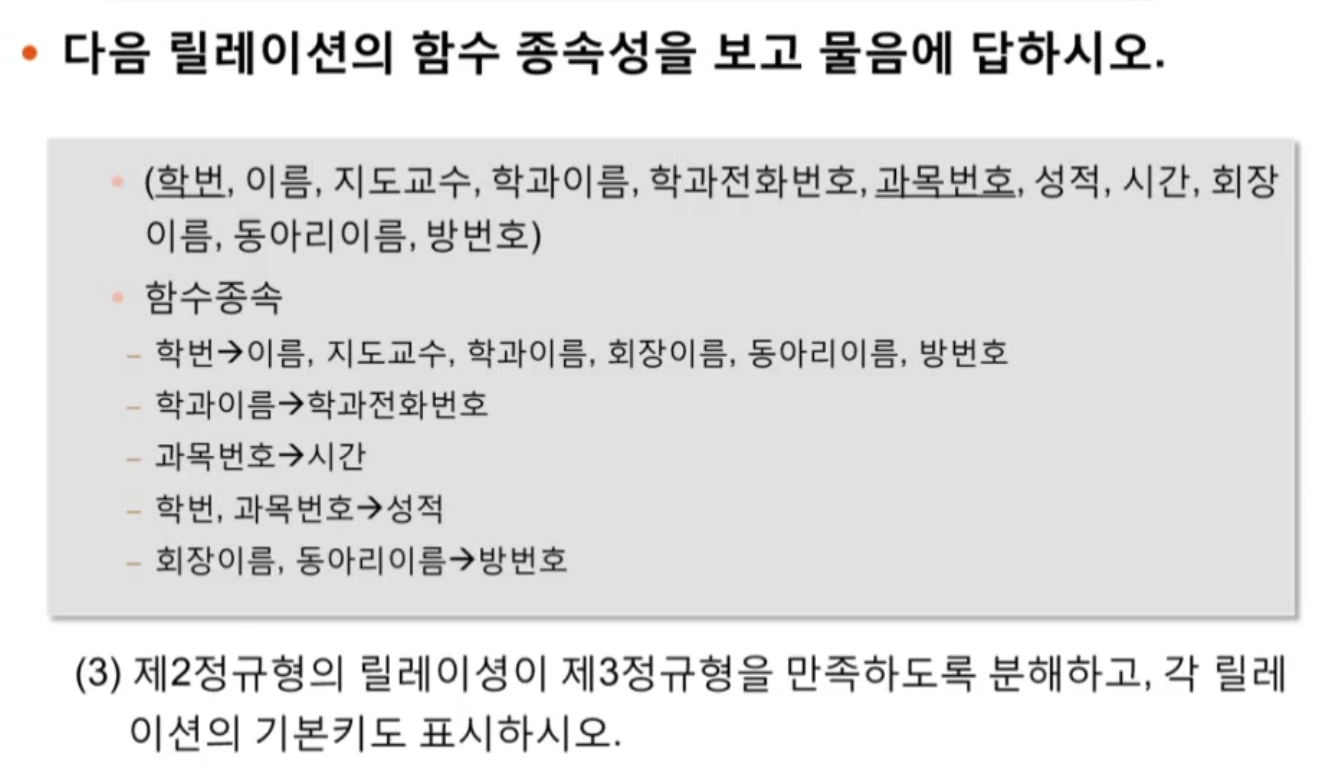 • 다음 릴레이션의 함수 종속성을 보고 물음에 답하시오.
• (학번, 이름, 지도교수, 학과이름, 학과전화번호, 과목번호, 성적, 시간, 회장
이름, 동아리이름, 방번호)
• 함수종속
– 학번→이름, 지도교수, 학과이름, 회장이름, 동아리이름, 방번호
– 학과이름→학과전화번호
– 과목번호→시간
– 학번, 과목번호→성적
– 회장이름, 동아리이름→방번호
(3) 제2정규형의 릴레이셩이 제3정규형을 만족하도록 분해하고, 각 릴레
이션의 기본키도 표시하시오.